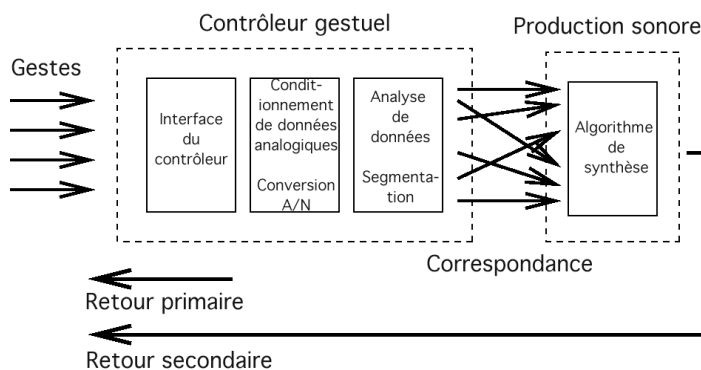 Contrôleur gestuel
Production sonore
Gestes
Interface
du
contrôleur
Condit-
ionnement
de données
analogiques
Conversion
A/N
Analyse
de
données
Segmenta-
tion
Algorithme
de
synthèse
Correspondance
Retour primaire
Retour secondaire